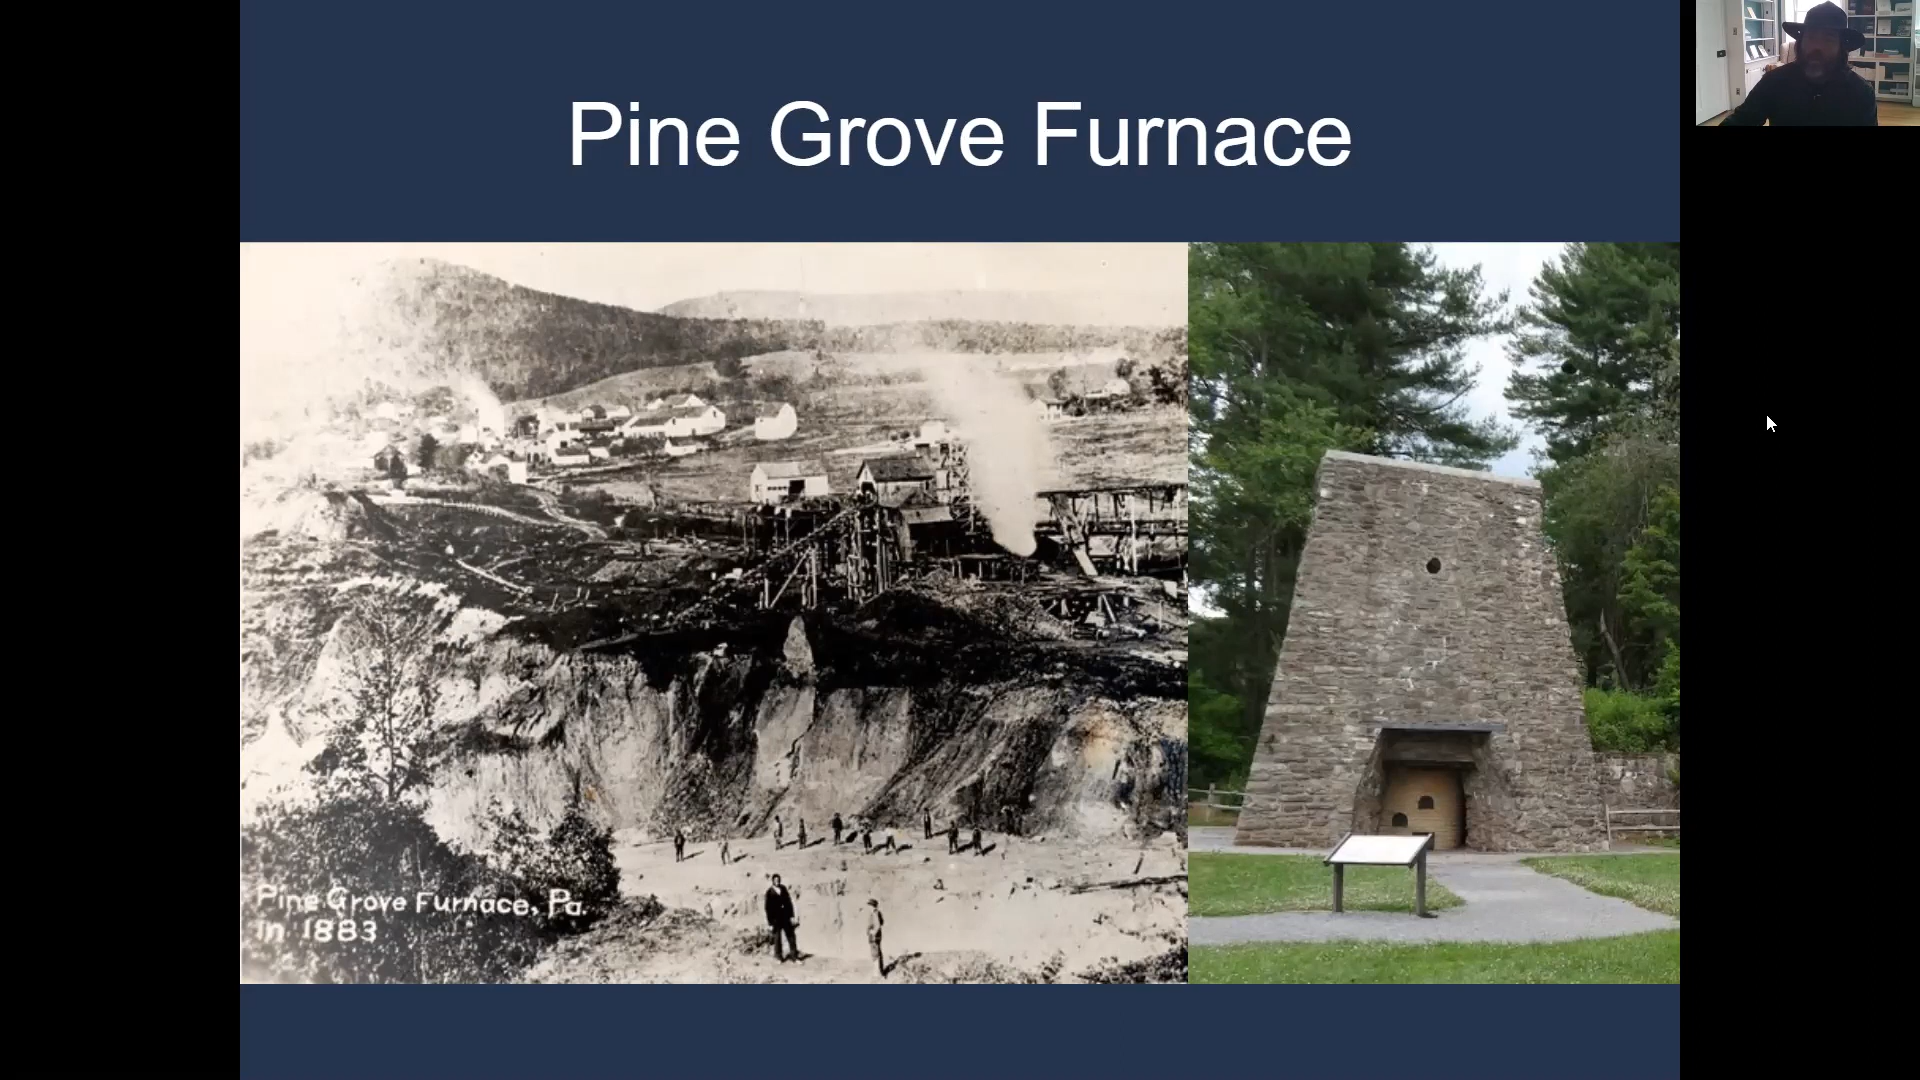 Pine Grove Furnace
Pine Grove Furnace, Pa.
in 1883